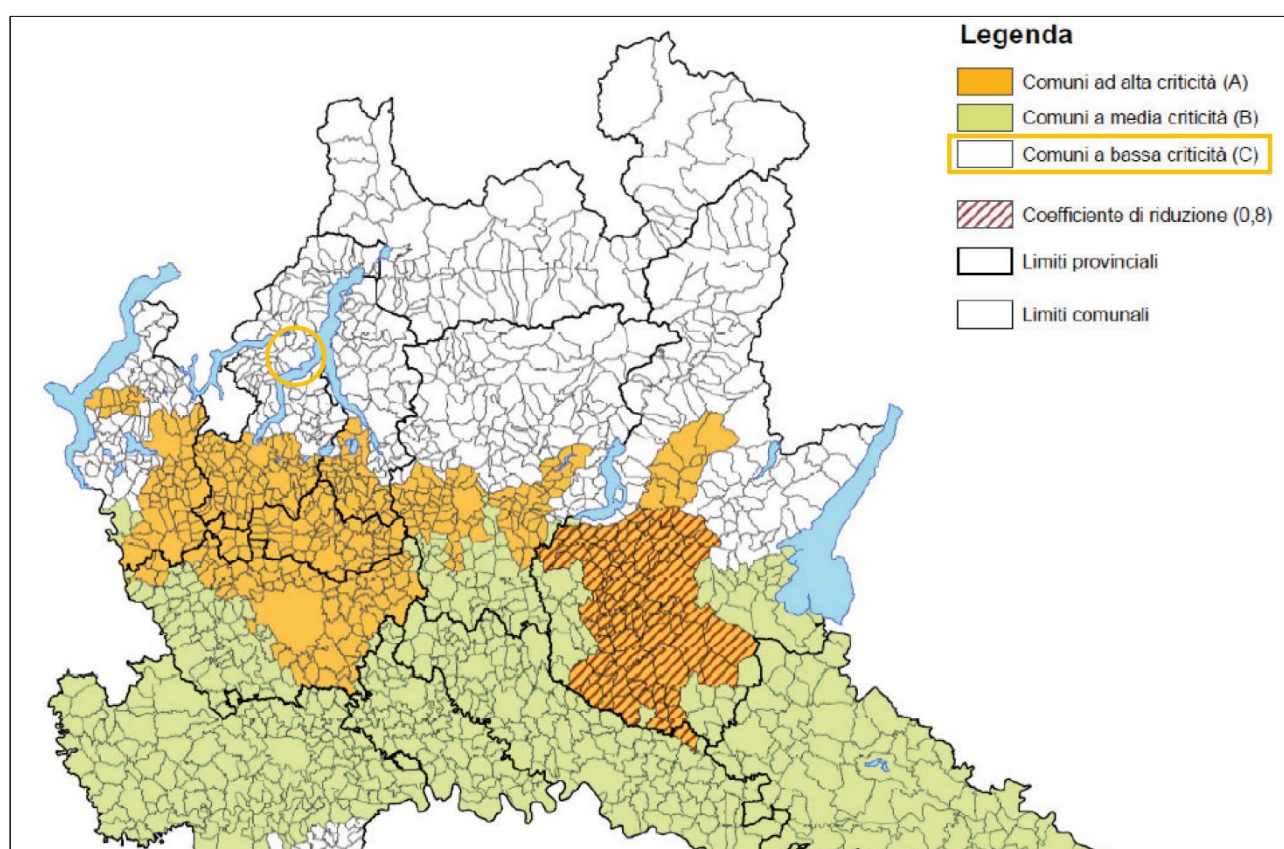 Legenda
Comuni ad alta criticità (A)
Comuni a media criticità (B)
Comuni a bassa criticità (C)
Coefficiente di riduzione (0,8)
Limiti provinciali
Limiti comunali